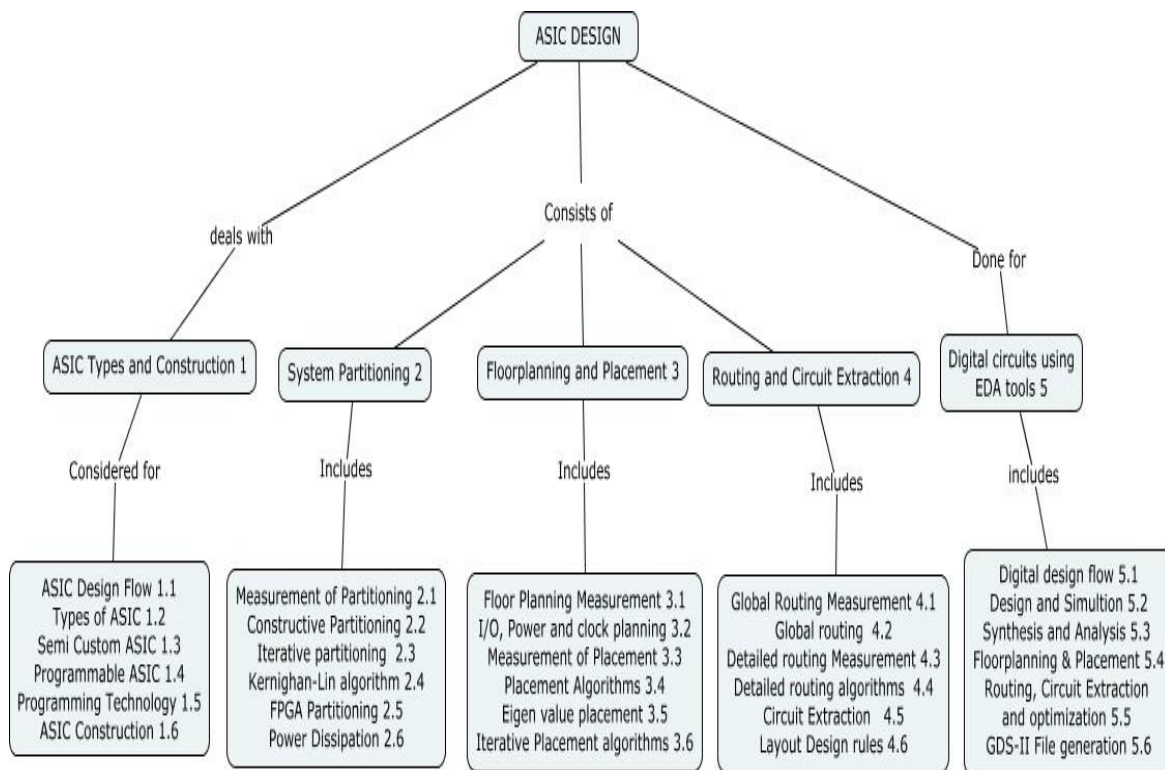 ASIC DESIGN
deals with
Consists of
Done for
ASIC Types and Construction 1
System Partitioning 2
Floorplanning and Placement 3
Routing and Circuit Extraction 4
Digital circuits using
EDA tools 5
Considered for
Includes
Includes
Includes
includes
ASIC Design Flow 1.1
Types of ASIC 1.2
Semi Custom ASIC 1.3
Programmable ASIC 1.4
Programming Technology 1.5
ASIC Construction 1.6
Measurement of Partitioning 2.1
Constructive Partitioning 2.2
Iterative partitioning 2.3
Kernighan-Lin algorithm 2.4
FPGA Partitioning 2.5
Power Dissipation 2.6
Floor Planning Measurement 3.1
I/O, Power and clock planning 3.2
Measurement of Placement 3.3
Placement Algorithms 3.4
Eigen value placement 3.5
Iterative Placement algorithms 3.6
Global Routing Measurement 4.1
Global routing 4.2
Detailed routing Measurement 4.3
Detailed routing algorithms 4.4
Circuit Extraction 4.5
Layout Design rules 4.6
Digital design flow 5.1
Design and Simultion 5.2
Synthesis and Analysis 5.3
Floorplanning & Placement 5.4
Routing, Circuit Extraction
and optimization 5.5
GDS-II File generation 5.6